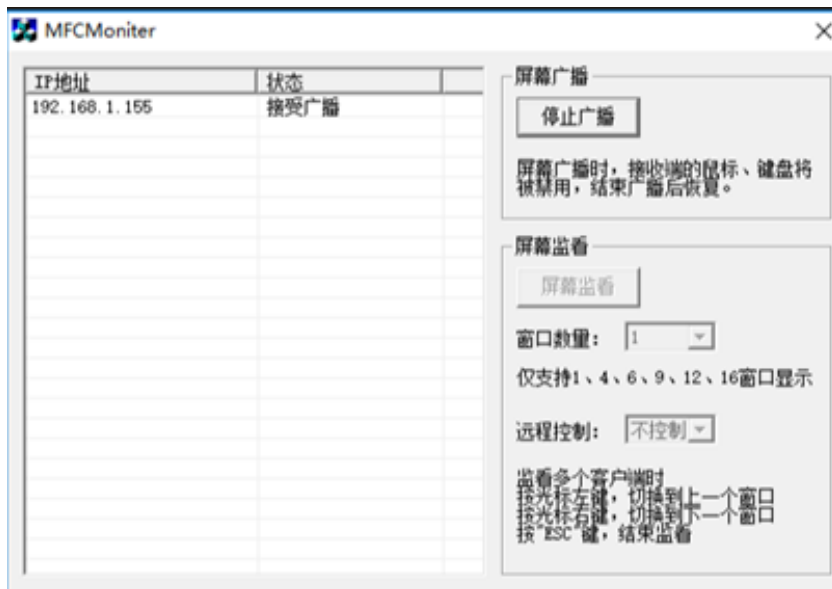 MFCMoniter
IP地址 状态
192.168.1.155 接受广播
屏幕广播
停止广播
屏幕广播时，接收端的鼠标、键盘将
被禁用，结束广播后恢复。
屏幕监看
屏幕监看
窗口数量： 1
仅支持1、4、6、9、12、16窗口显示
远程控制： 不控制
监看多个客户端时
按光标左键，切换到上一个窗口
按光标右键，切换到下一个窗口
按"ESC"键，结束监看